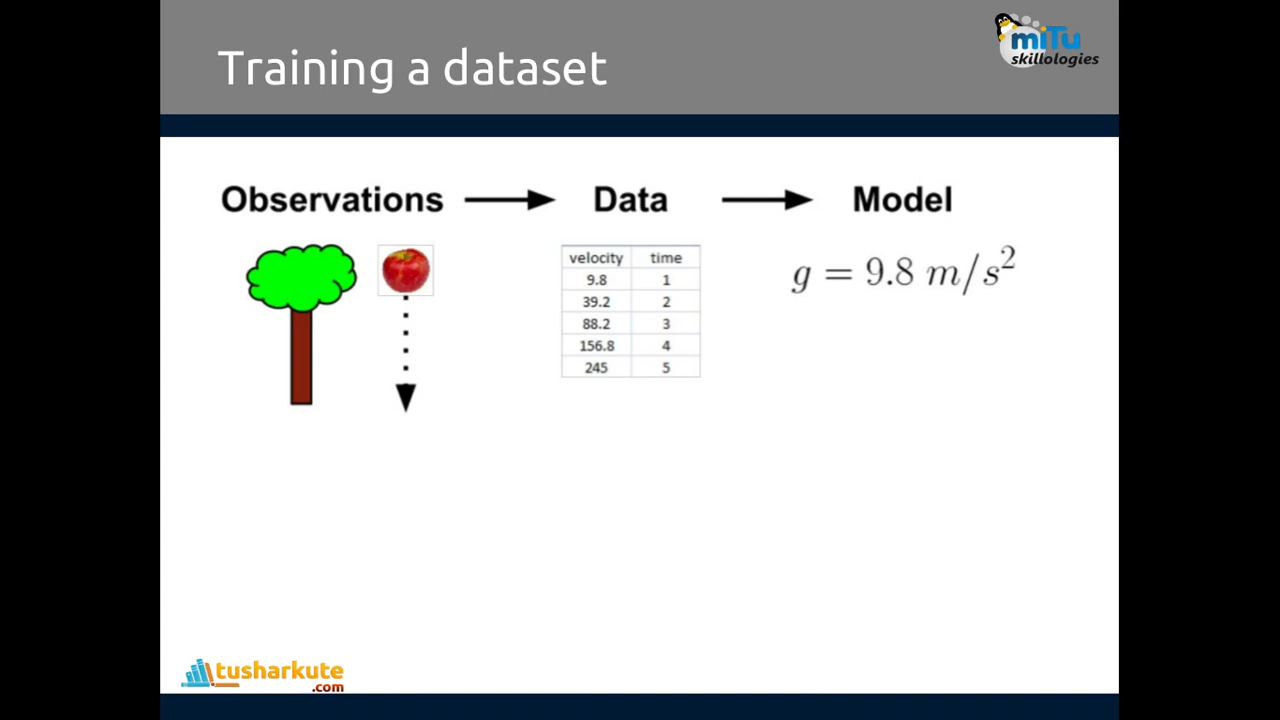 Training a dataset
miTu
skillologies
Observations Data Model
velocity time
9.8 1
39.2 2
88.2 3
156.8 4
245 5
g = 9.8 m/s²
tusharkute
.com